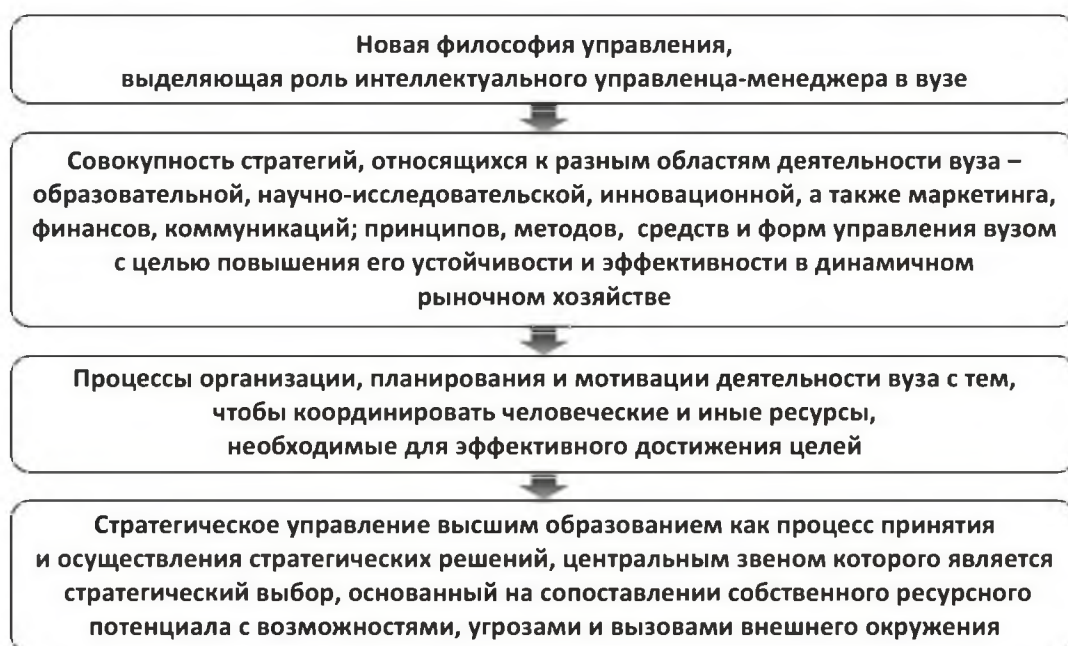 Новая философия управления,
выделяющая роль интеллектуального управленца-менеджера в вузе
Совокупность стратегий, относящихся к разным областям деятельности вуза –
образовательной, научно-исследовательской, инновационной, а также маркетинга,
финансов, коммуникаций; принципов, методов, средств и форм управления вузом
с целью повышения его устойчивости и эффективности в динамичном
рыночном хозяйстве
Процессы организации, планирования и мотивации деятельности вуза с тем,
чтобы координировать человеческие и иные ресурсы,
необходимые для эффективного достижения целей
Стратегическое управление высшим образованием как процесс принятия
и осуществления стратегических решений, центральным звеном которого является
стратегический выбор, основанный на сопоставлении собственного ресурсного
потенциала с возможностями, угрозами и вызовами внешнего окружения